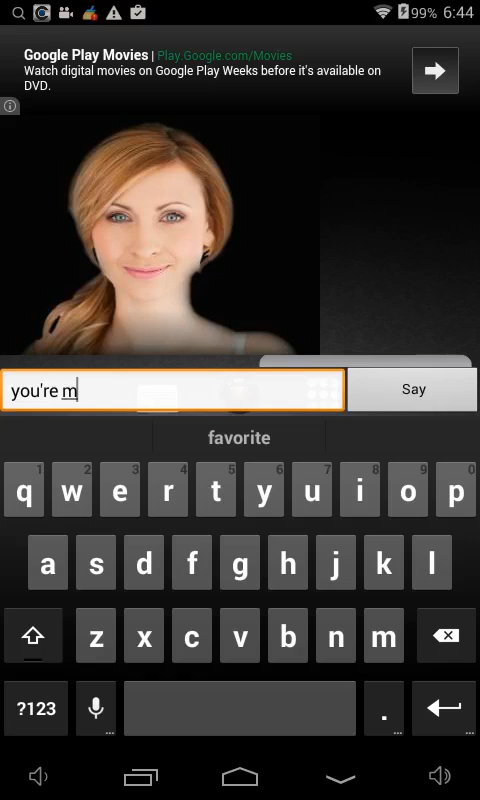 99% 6:44
Google Play Movies | Play.Google.com/Movies
Watch digital movies on Google Play Weeks before it's available on
DVD.
you're m
Say
favorite
1 2 3 4 5 6 7 8 9 0
q w e r t y u i o p
a s d f g h j k l
z x c v b n m
?123 ... . ... ...